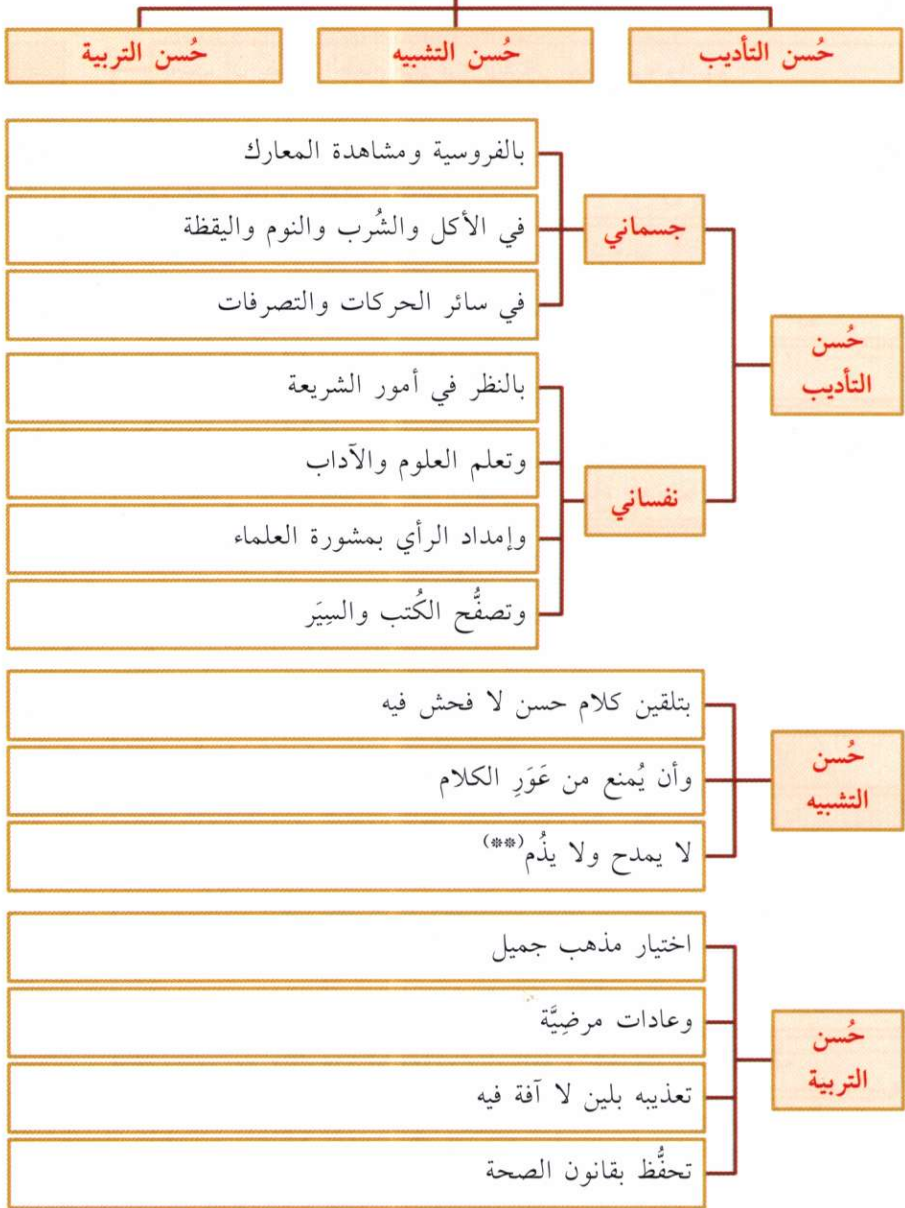 حُسن التأديب
حُسن التشبيه
حُسن التربية
حُسن
التأديب
جسماني
بالفروسية ومشاهدة المعارك
في الأكل والشُرب والنوم واليقظة
في سائر الحركات والتصرفات
نفساني
بالنظر في أمور الشريعة
وتعلم العلوم والآداب
وإمداد الرأي بمشورة العلماء
وتصفُّح الكُتب والسِيَر
حُسن
التشبيه
بتلقين كلام حسن لا فحش فيه
وأن يُمنع من عَوَرِ الكلام
لا يمدح ولا يذُم(**)
حُسن
التربية
اختيار مذهب جميل
وعادات مرضِيَّة
تعذيبه بلين لا آفة فيه
تحفُّظ بقانون الصحة